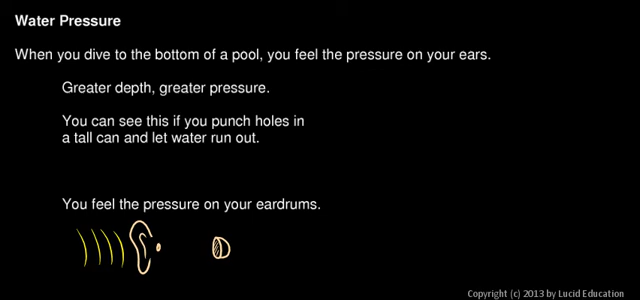 Water Pressure
When you dive to the bottom of a pool, you feel the pressure on your ears.
Greater depth, greater pressure.
You can see this if you punch holes in
a tall can and let water run out.
You feel the pressure on your eardrums.
Copyright (c) 2013 by Lucid Education